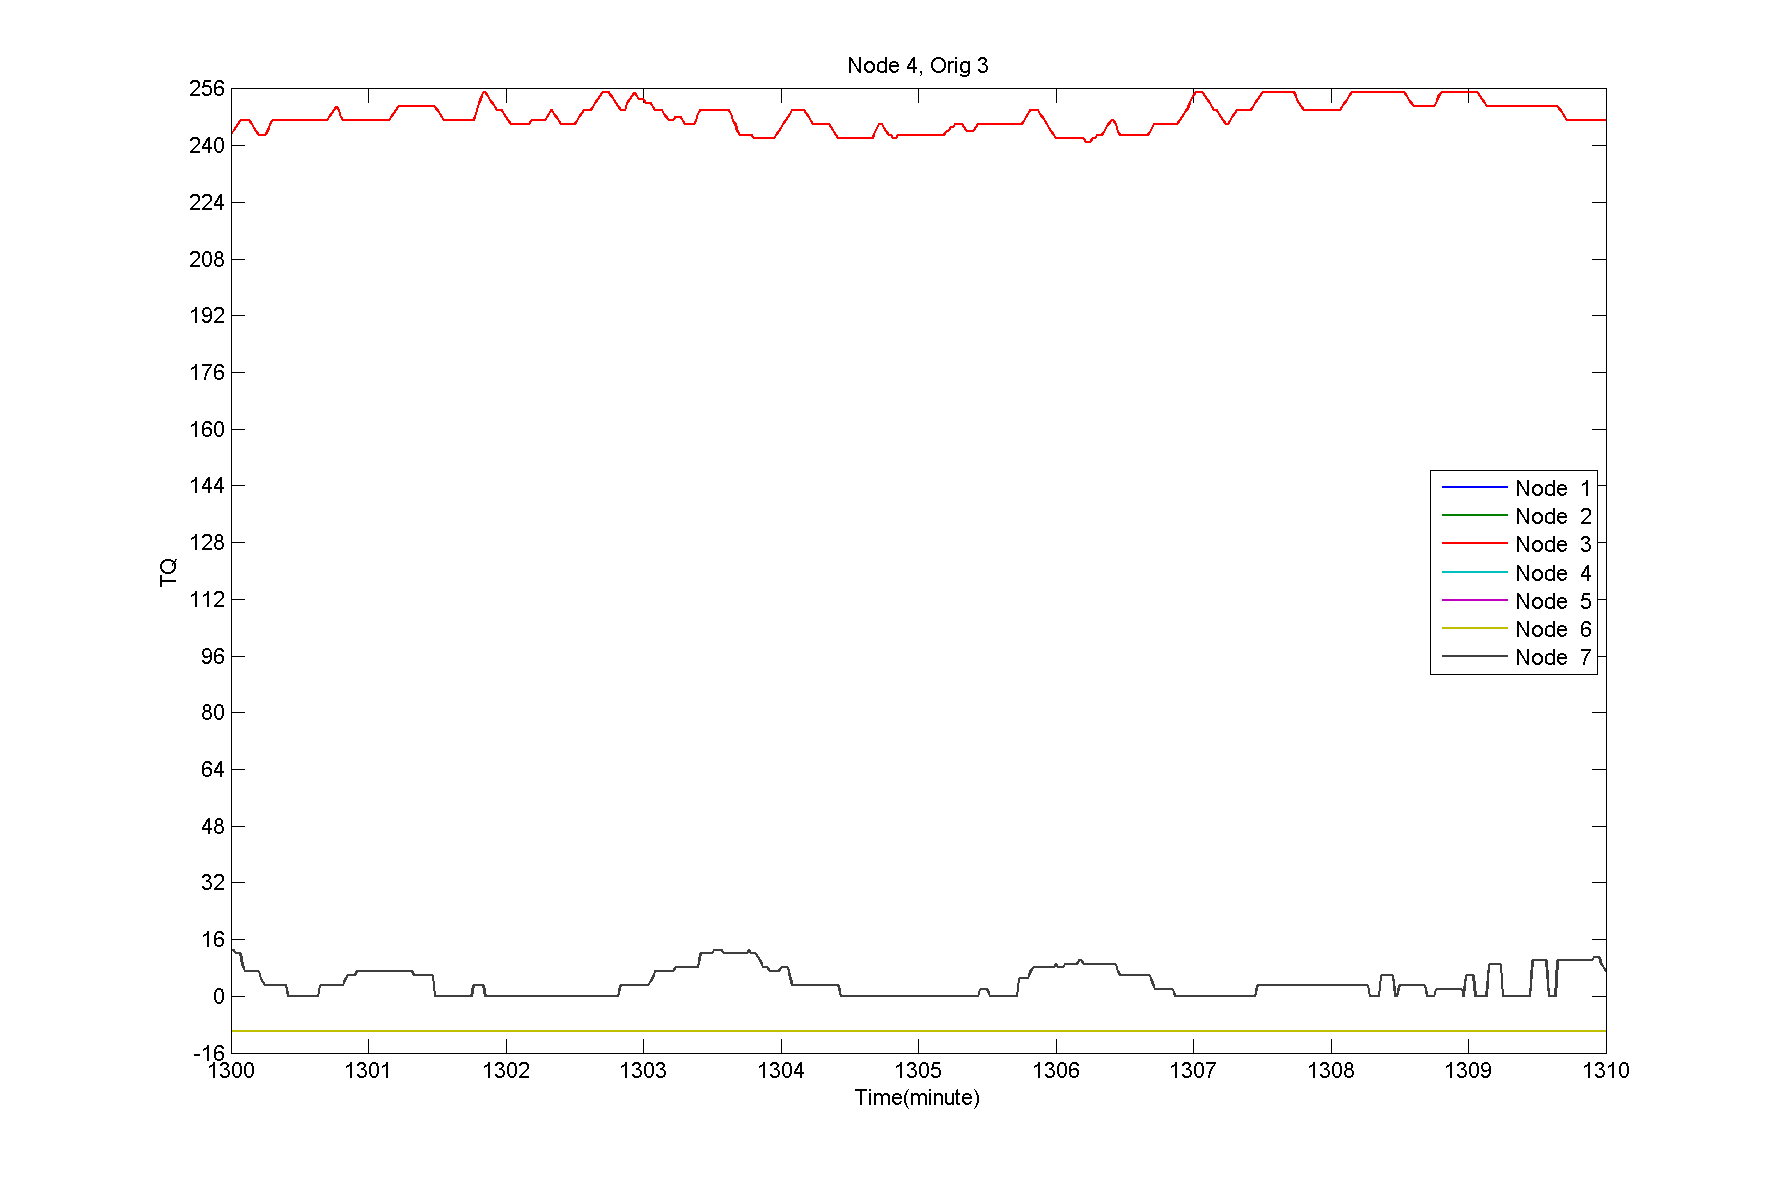 Node 4, Orig 3
256
240
224
208
192
176
160
144
128
112
96
80
64
48
32
16
0
-16
TQ
Node 1
Node 2
Node 3
Node 4
Node 5
Node 6
Node 7
1300 1301 1302 1303 1304 1305 1306 1307 1308 1309 1310
Time(minute)